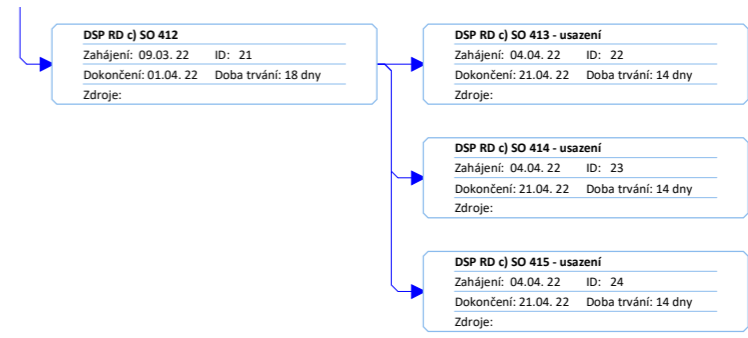 DSP RD c) SO 412
Zahájení: 09.03. 22 ID: 21
Dokončení: 01.04. 22 Doba trvání: 18 dny
Zdroje:
DSP RD c) SO 413 - usazení
Zahájení: 04.04. 22 ID: 22
Dokončení: 21.04. 22 Doba trvání: 14 dny
Zdroje:
DSP RD c) SO 414 - usazení
Zahájení: 04.04. 22 ID: 23
Dokončení: 21.04. 22 Doba trvání: 14 dny
Zdroje:
DSP RD c) SO 415 - usazení
Zahájení: 04.04. 22 ID: 24
Dokončení: 21.04. 22 Doba trvání: 14 dny
Zdroje: